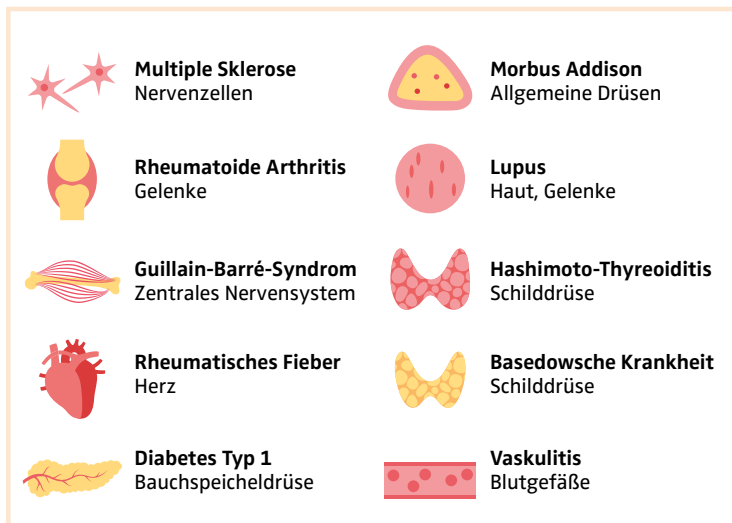 Multiple Sklerose
Nervenzellen
Rheumatoide Arthritis
Gelenke
Guillain-Barré-Syndrom
Zentrales Nervensystem
Rheumatisches Fieber
Herz
Diabetes Typ 1
Bauchspeicheldrüse
Morbus Addison
Allgemeine Drüsen
Lupus
Haut, Gelenke
Hashimoto-Thyreoiditis
Schilddrüse
Basedowsche Krankheit
Schilddrüse
Vaskulitis
Blutgefäße